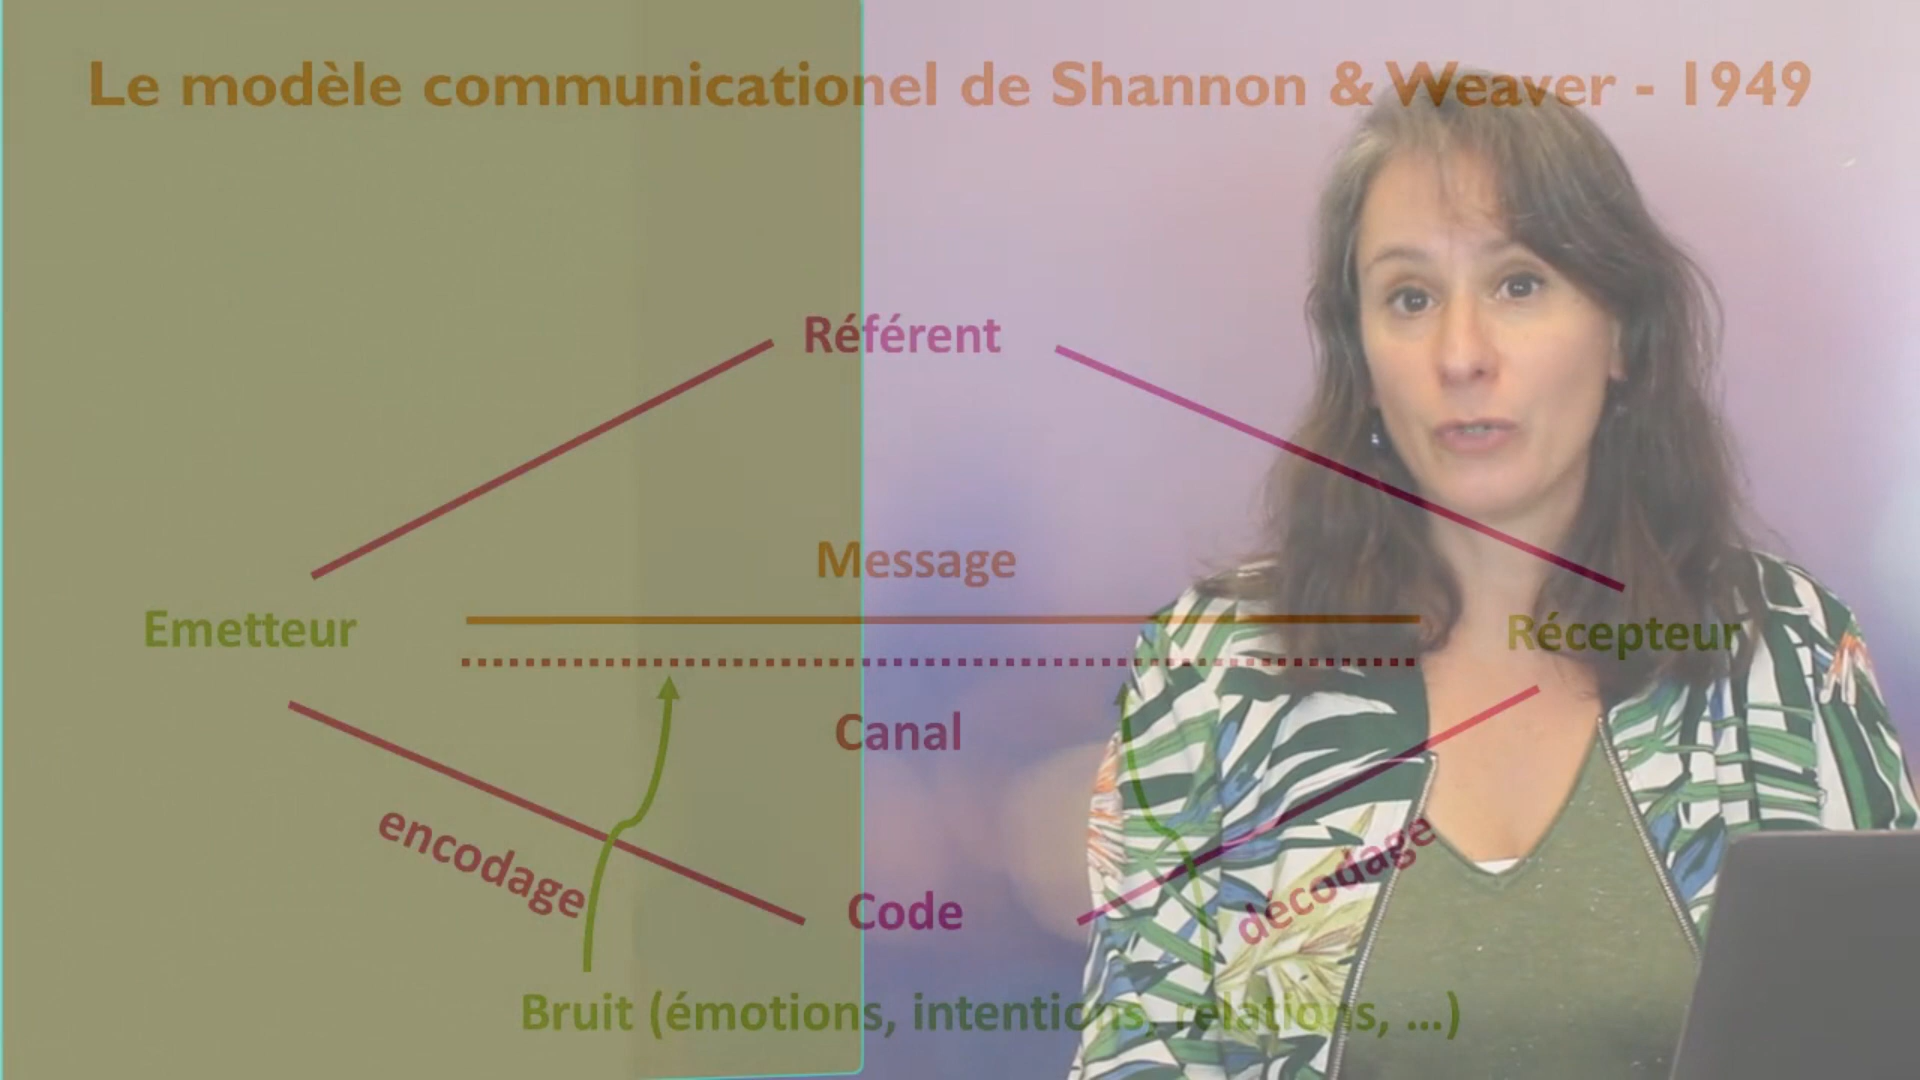 Le modèle communicationel de Shannon & Weaver - 1949
Référent
Message
Emetteur
Récepteur
Canal
encodage
décodage
Code
Bruit (émotions, intentions, relations, ...)